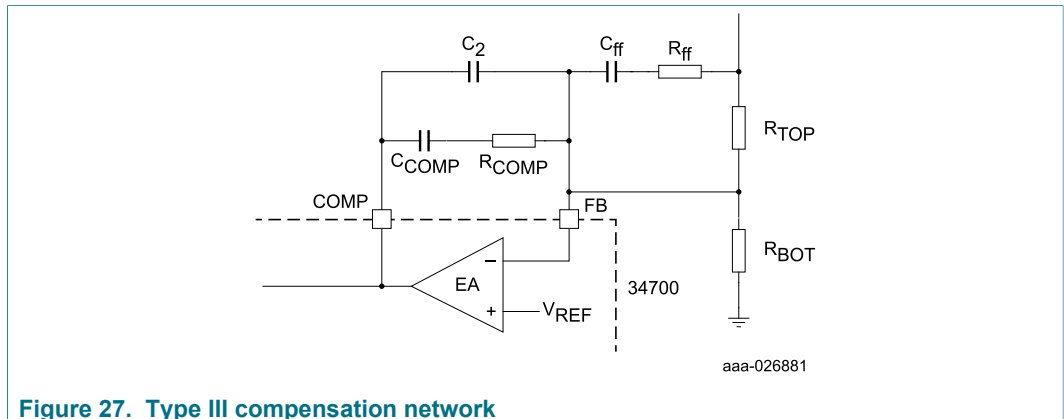 C2
Cff
Rff
RTOP
CCOMP
RCOMP
COMP
FB
RBOT
EA
34700
VREF
aaa-026881
Figure 27. Type III compensation network